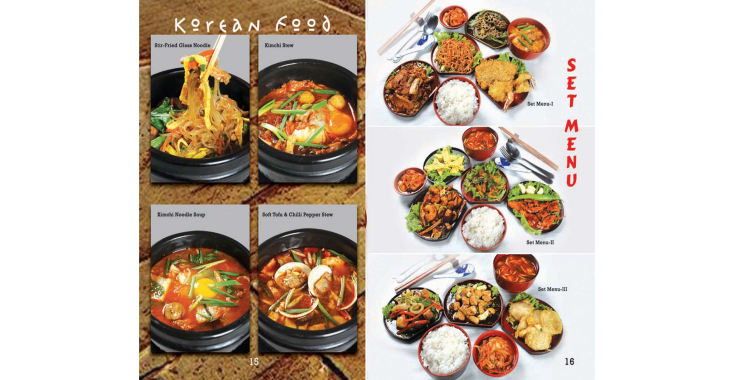 Korean Food
Stir-Fried Glass Noodle
Kimchi Stew
Kimchi Noodle Soup
Soft Tofu & Chilli Pepper Stew
15
SET MENU
Set Menu-I
Set Menu-II
Set Menu-III
16